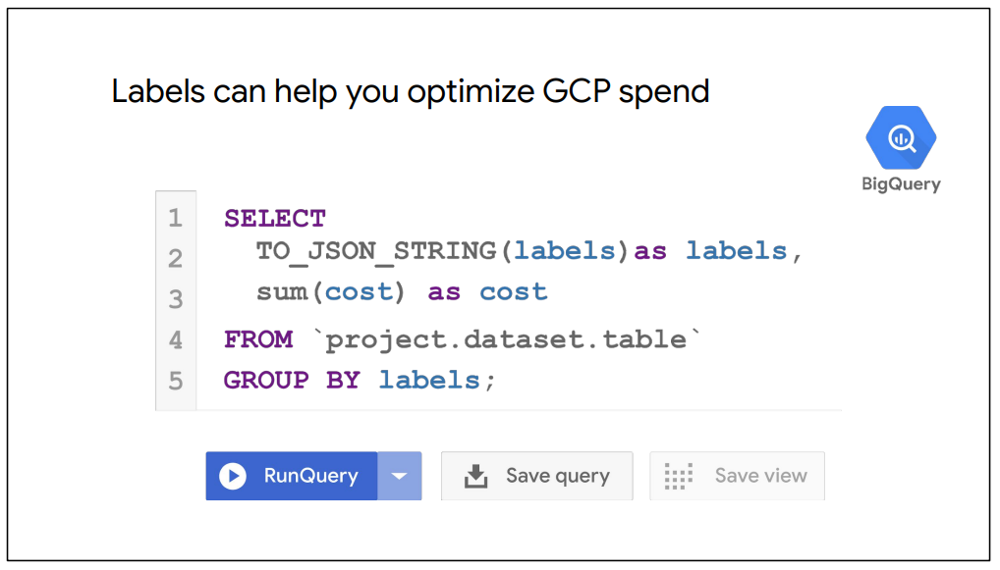 Labels can help you optimize GCP spend
BigQuery
1 SELECT
2 TO_JSON_STRING(labels)as labels,
3 sum(cost) as cost
4 FROM `project.dataset.table`
5 GROUP BY labels;
RunQuery
Save query
Save view